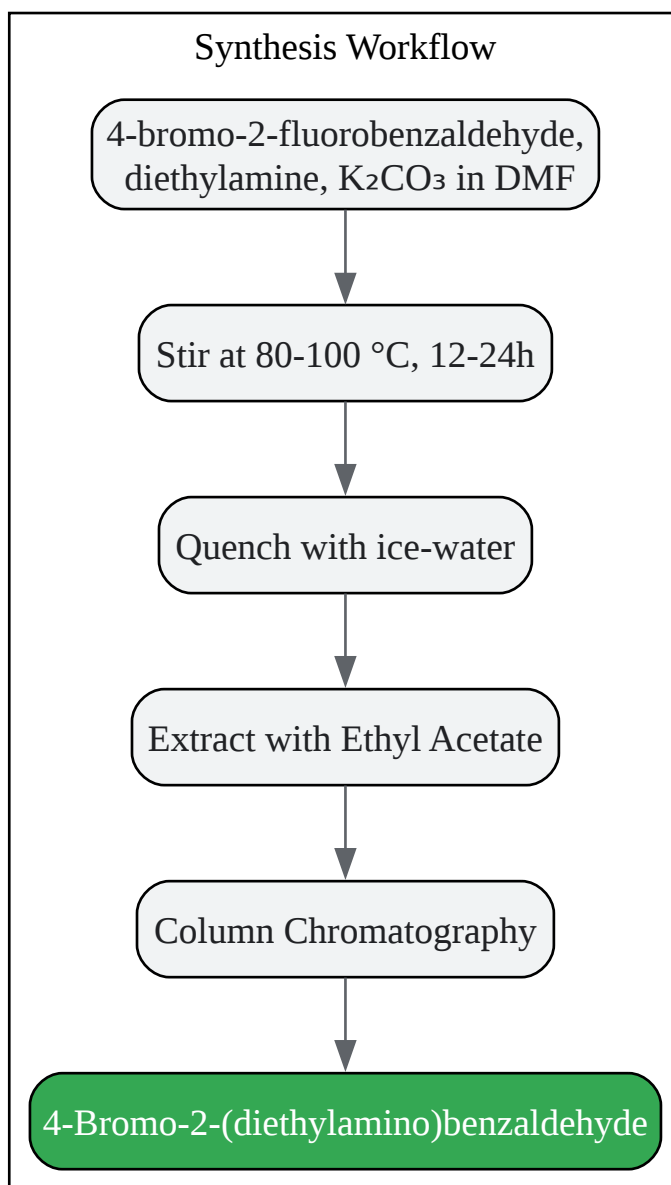 Synthesis Workflow
4-bromo-2-fluorobenzaldehyde,
diethylamine, K₂CO₃ in DMF
Stir at 80-100 °C, 12-24h
Quench with ice-water
Extract with Ethyl Acetate
Column Chromatography
4-Bromo-2-(diethylamino)benzaldehyde